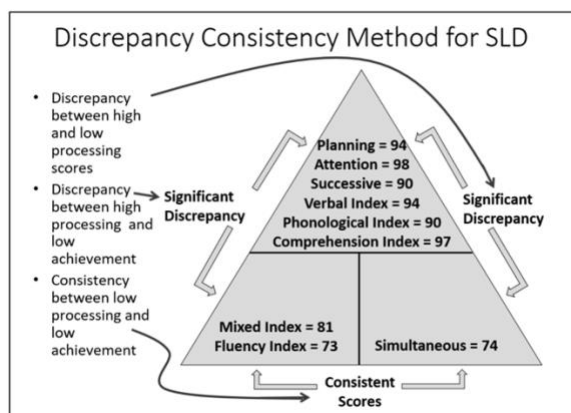 Discrepancy Consistency Method for SLD
• Discrepancy
between high
and low
processing
scores
• Discrepancy
between high
processing and
low
achievement
• Consistency
between low
processing and
low
achievement
Significant
Discrepancy
Planning = 94
Attention = 98
Successive = 90
Verbal Index = 94
Phonological Index = 90
Comprehension Index = 97
Significant
Discrepancy
Mixed Index = 81
Fluency Index = 73
Simultaneous = 74
Consistent
Scores